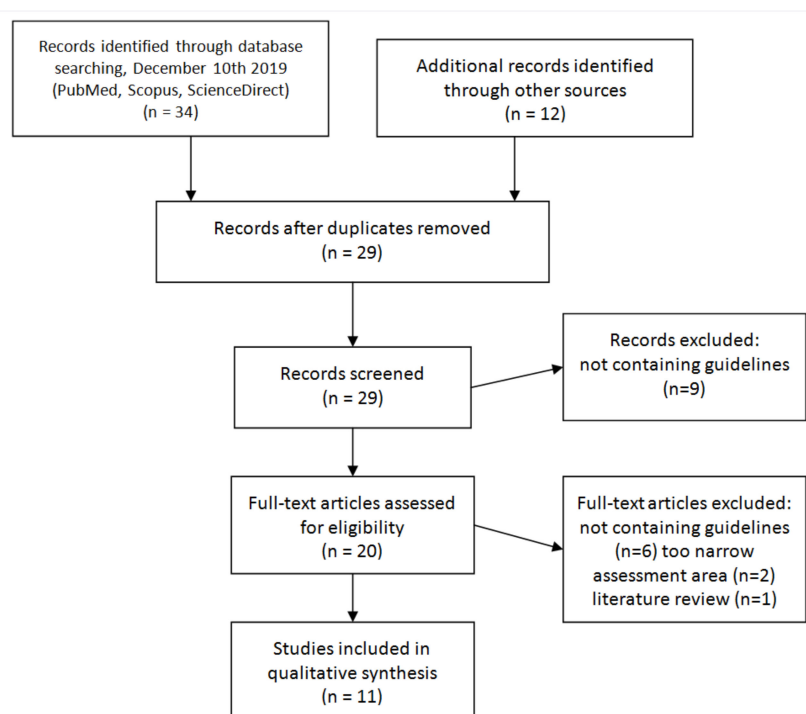 Records identified through database
searching, December 10th 2019
(PubMed, Scopus, ScienceDirect)
(n = 34)
Additional records identified
through other sources
(n = 12)
Records after duplicates removed
(n = 29)
Records screened
(n = 29)
Records excluded:
not containing guidelines
(n=9)
Full-text articles assessed
for eligibility
(n = 20)
Full-text articles excluded:
not containing guidelines
(n=6) too narrow
assessment area (n=2)
literature review (n=1)
Studies included in
qualitative synthesis
(n = 11)